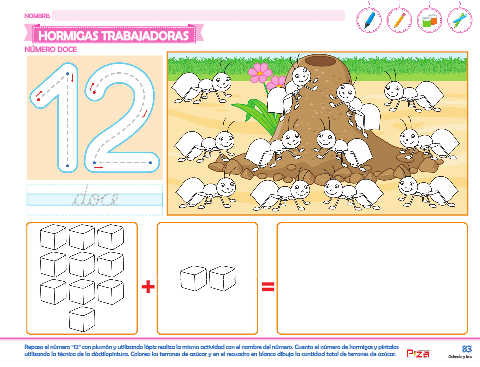 NOMBRE:
HORMIGAS TRABAJADORAS
NÚMERO DOCE
12
doce
+ =
Repasa el número "12" con plumón y utilizando lápiz realiza la misma actividad con el nombre del número. Cuenta el número de hormigas y píntalas
utilizando la técnica de la dáctilopintura. Colorea los terrones de azúcar y en el recuadro en blanco dibuja la cantidad total de terrones de azúcar.
83